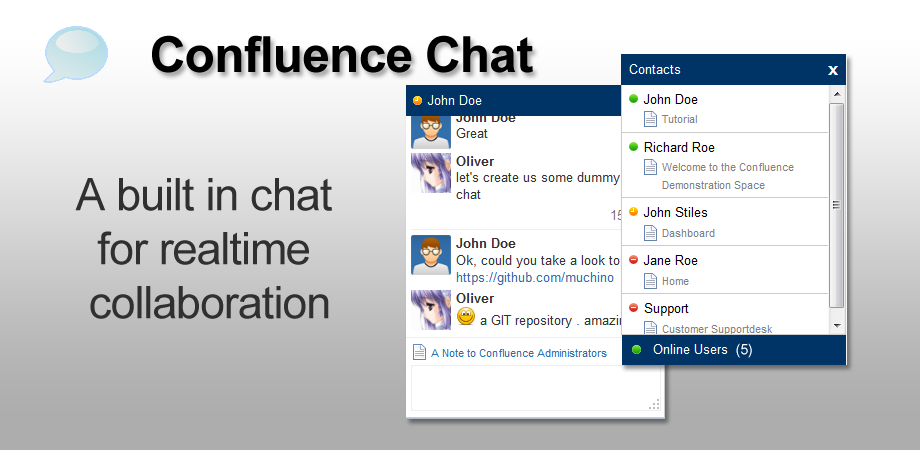 Confluence Chat
A built in chat
for realtime
collaboration
John Doe
John Doe
Great
Oliver
let's create us some dummy
chat
15
John Doe
Ok, could you take a look to
https://github.com/muchino
Oliver
a GIT repository . amazin
A Note to Confluence Administrators
Contacts
x
John Doe
Tutorial
Richard Roe
Welcome to the Confluence
Demonstration Space
John Stiles
Dashboard
Jane Roe
Home
Support
Customer Supportdesk
Online Users (5)